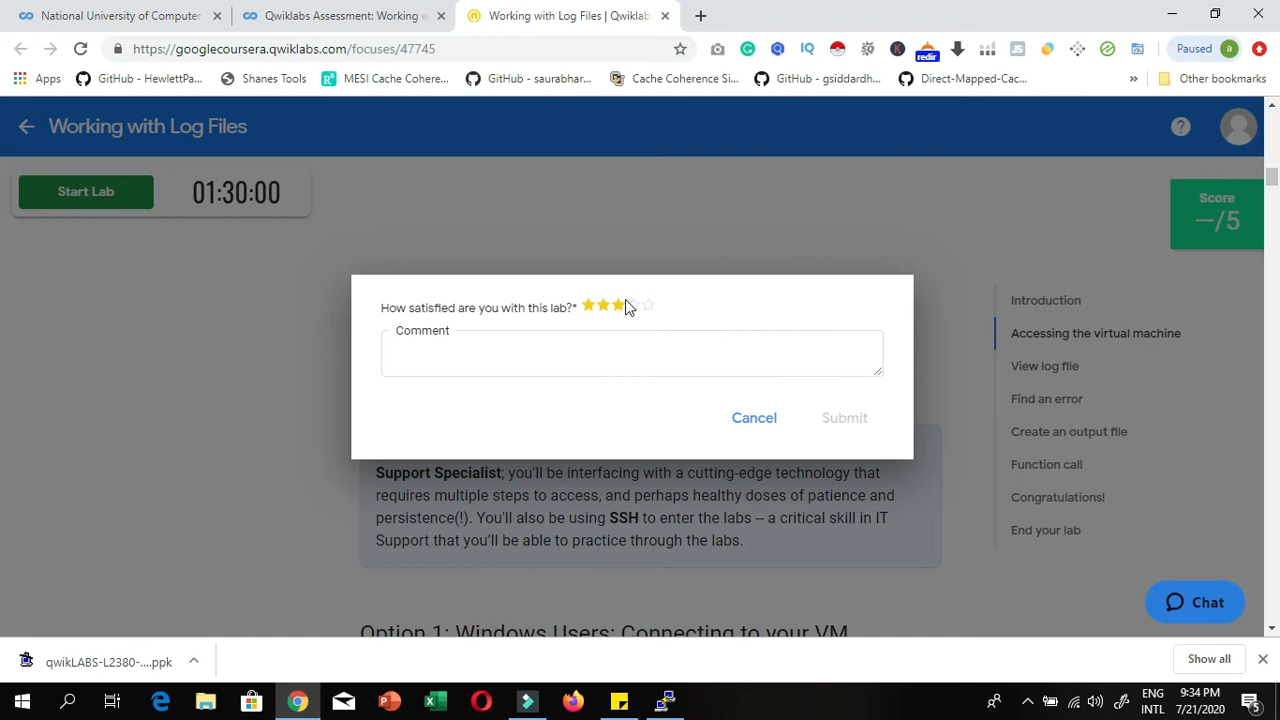 National University of Computer
Qwiklabs Assessment: Working w
Working with Log Files | Qwiklabs
https://googlecoursera.qwiklabs.com/focuses/47745
IQ
redir
JS
Paused
a
Apps
GitHub - HewlettPa...
Shanes Tools
MESI Cache Cohere...
GitHub - saurabhar...
Cache Coherence Si...
GitHub - gsiddardh...
Direct-Mapped-Cac...
»
Other bookmarks
Working with Log Files
Start Lab
01:30:00
Score
—/5
How satisfied are you with this lab?*
Comment
Cancel
Submit
Introduction
Accessing the virtual machine
View log file
Find an error
Create an output file
Function call
Congratulations!
End your lab
Support Specialist; you'll be interfacing with a cutting-edge technology that
requires multiple steps to access, and perhaps healthy doses of patience and
persistence(!). You'll also be using SSH to enter the labs -- a critical skill in IT
Support that you'll be able to practice through the labs.
Option 1: Windows Users: Connecting to your VM
Chat
qwikLABS-L2380-....ppk
Show all
ENG
INTL
9:34 PM
7/21/2020
5